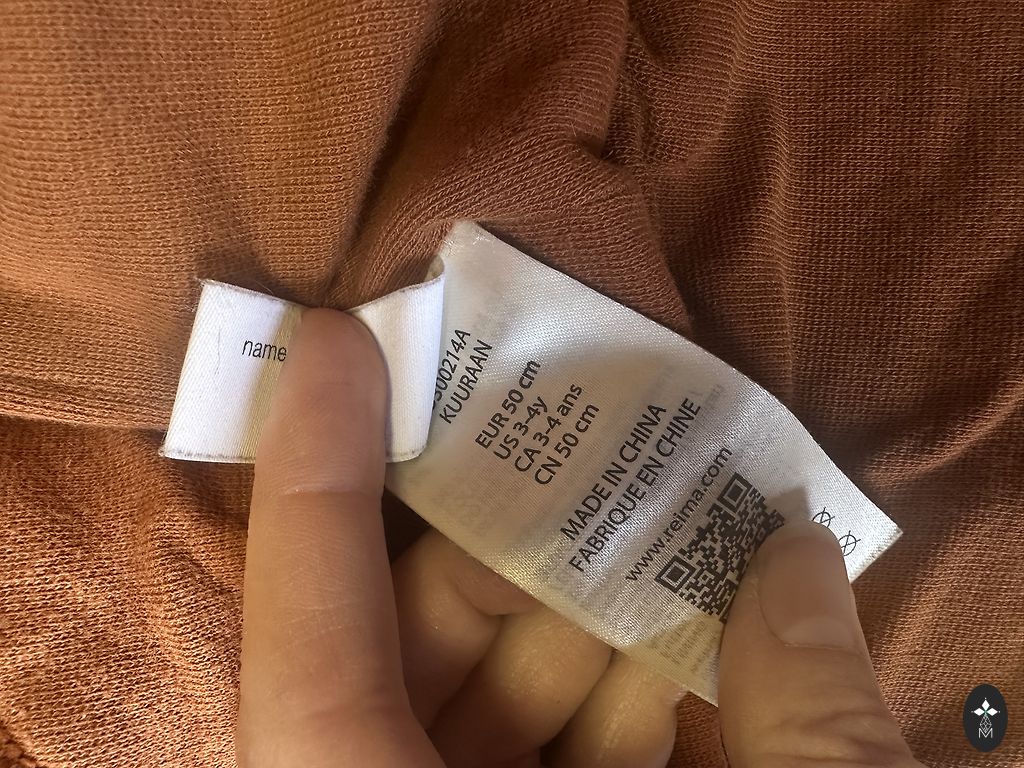 name
5300214A
KUURAAN
EUR 50 cm
US 3-4y
CA 3-4 ans
CN 50 cm
MADE IN CHINA
FABRIQUE EN CHINE
www.reima.com
M